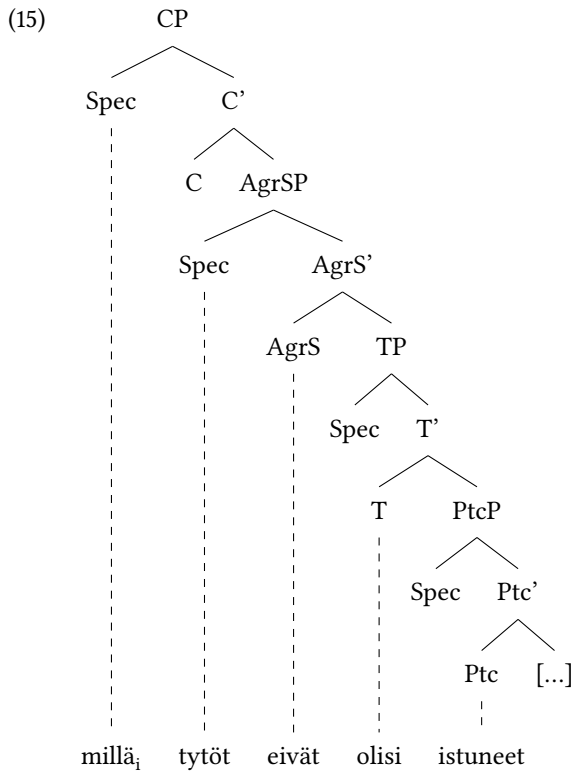 (15) CP
Spec C’
C AgrSP
Spec AgrS’
AgrS TP
Spec T’
T PtcP
Spec Ptc’
Ptc [...]
milläi tytöt eivät olisi istuneet